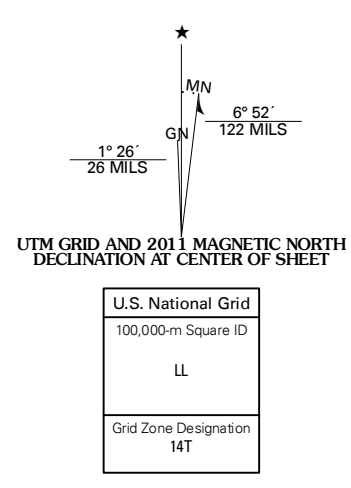 ★
MN
6° 52´
122 MILS
GN
1° 26´
26 MILS
UTM GRID AND 2011 MAGNETIC NORTH
DECLINATION AT CENTER OF SHEET
U.S. National Grid
100,000-m Square ID
LL
Grid Zone Designation
14T